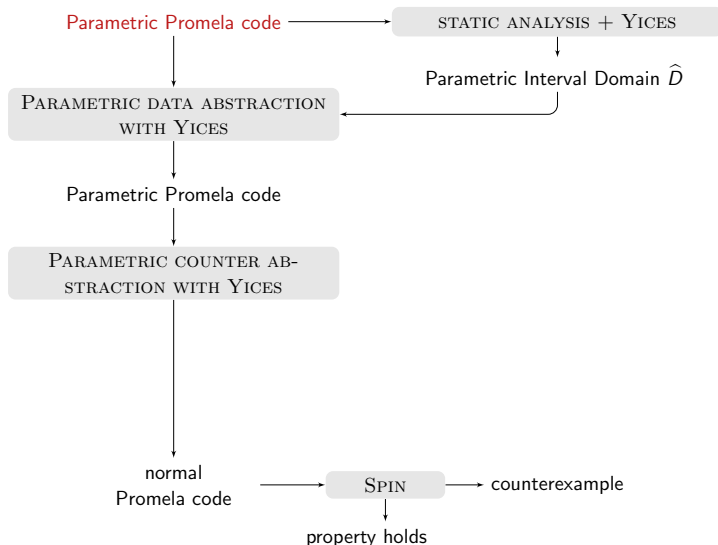 Parametric Promela code
STATIC ANALYSIS + YICES
Parametric Interval Domain D̂
PARAMETRIC DATA ABSTRACTION
WITH YICES
Parametric Promela code
PARAMETRIC COUNTER AB-
STRACTION WITH YICES
normal
Promela code
SPIN
counterexample
property holds